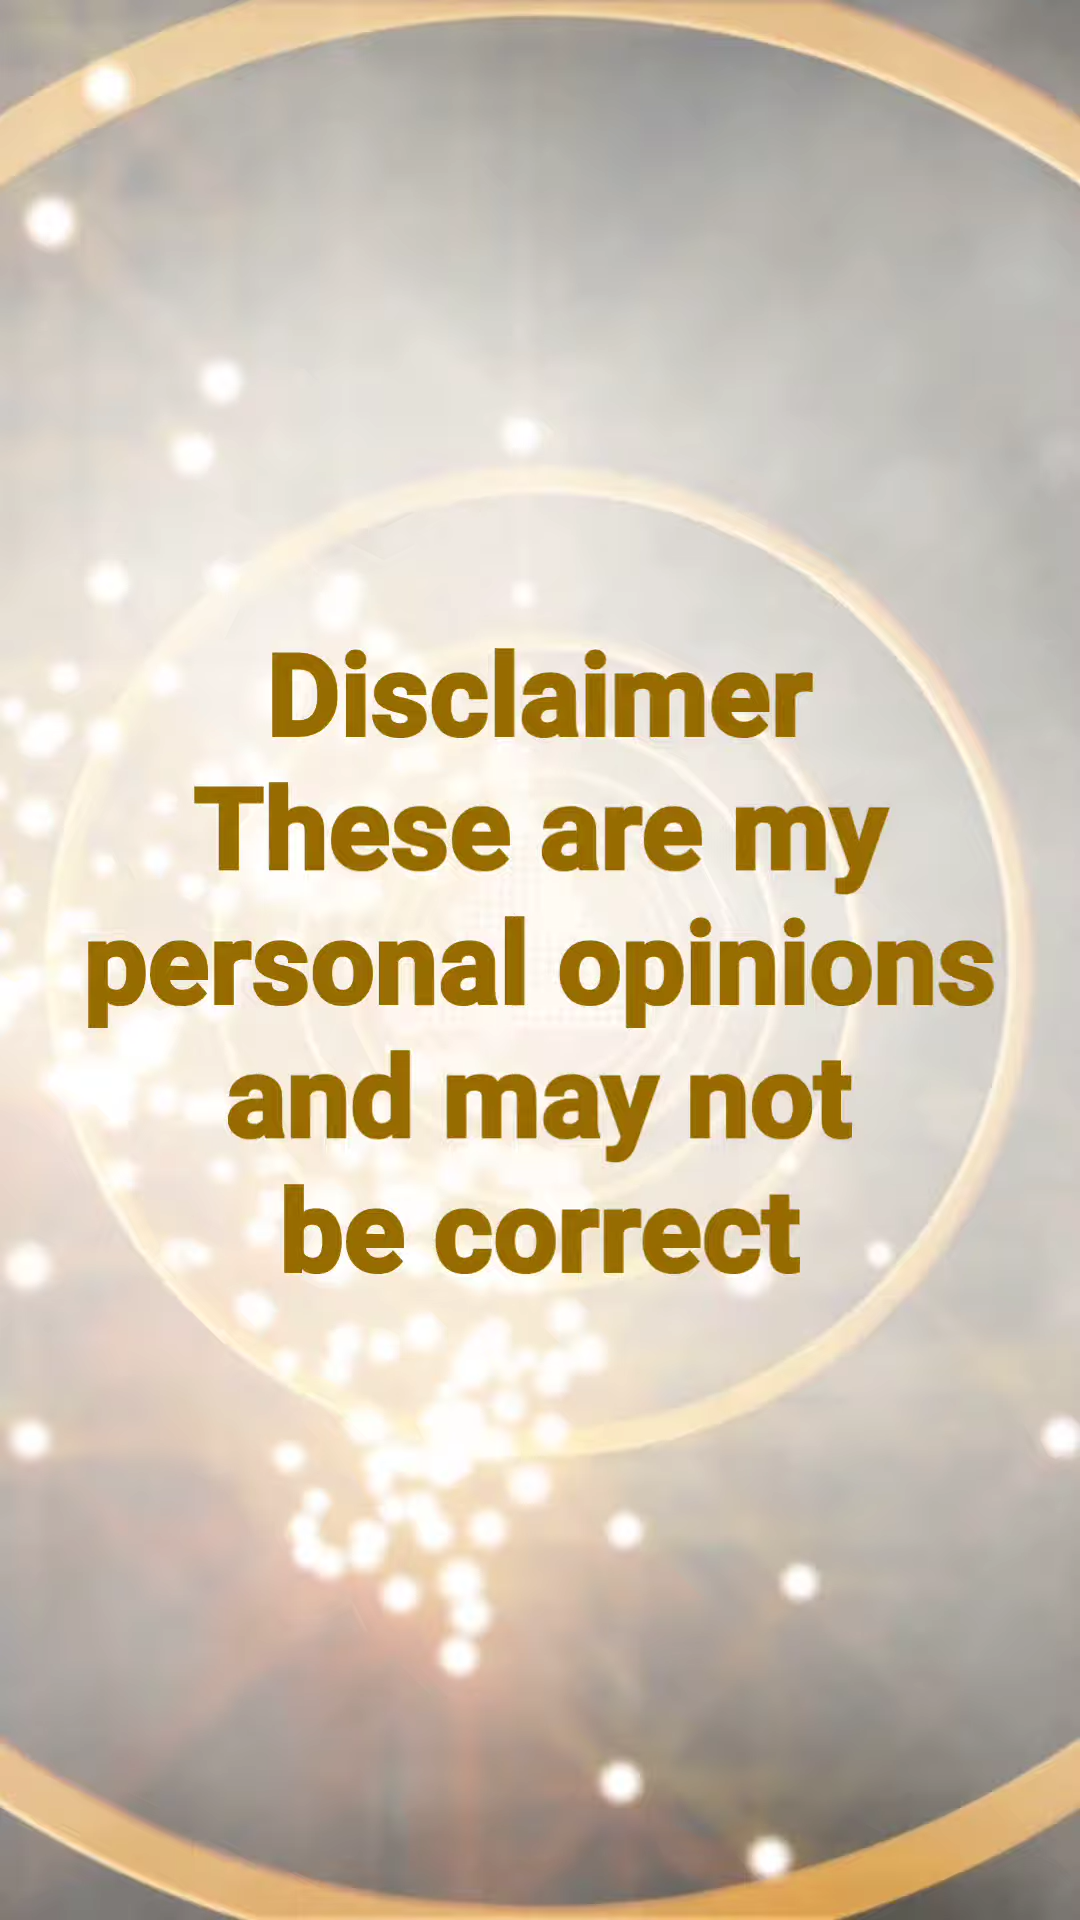 Disclaimer
These are my
personal opinions
and may not
be correct